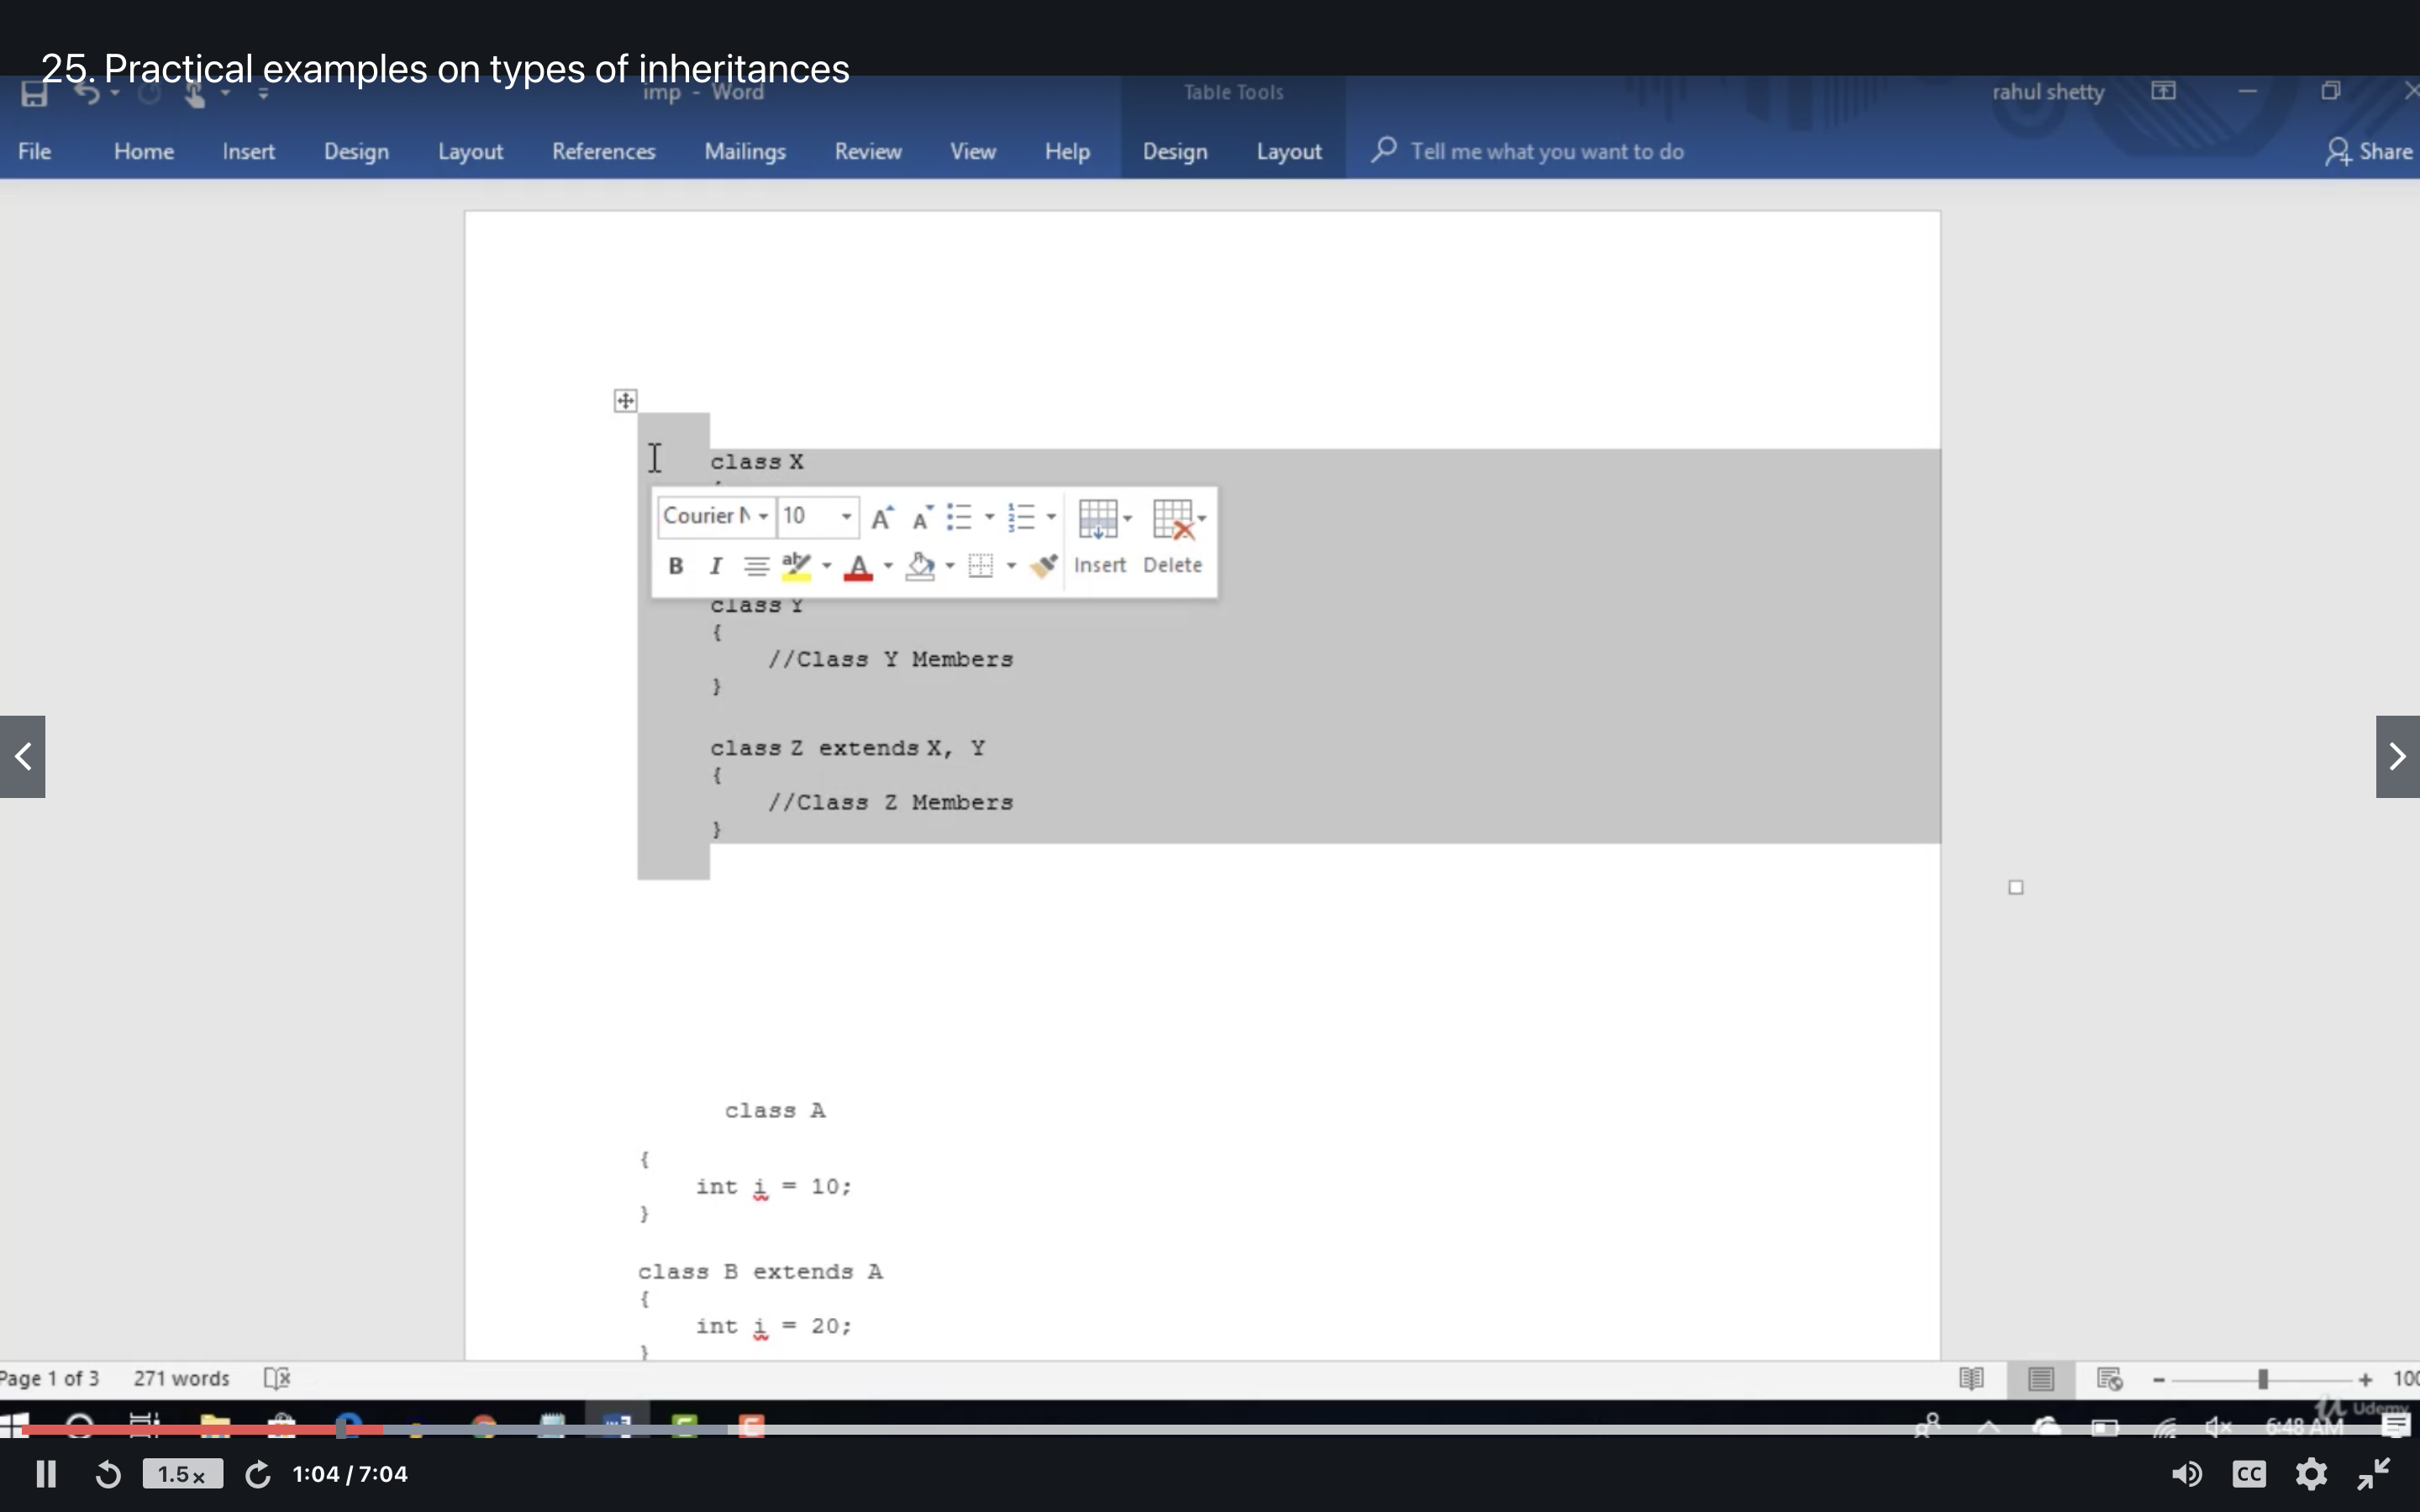 25. Practical examples on types of inheritances
imp - Word
Table Tools
rahul shetty
File Home Insert Design Layout References Mailings Review View Help Design Layout Tell me what you want to do Share
class X
Courier N 10
B I Insert Delete
class Y
{
//Class Y Members
}
class Z extends X, Y
{
//Class Z Members
}
class A
{
int i = 10;
}
class B extends A
{
int i = 20;
}
Page 1 of 3 271 words
Udemy
6:48 AM
1.5x 1:04 / 7:04 CC